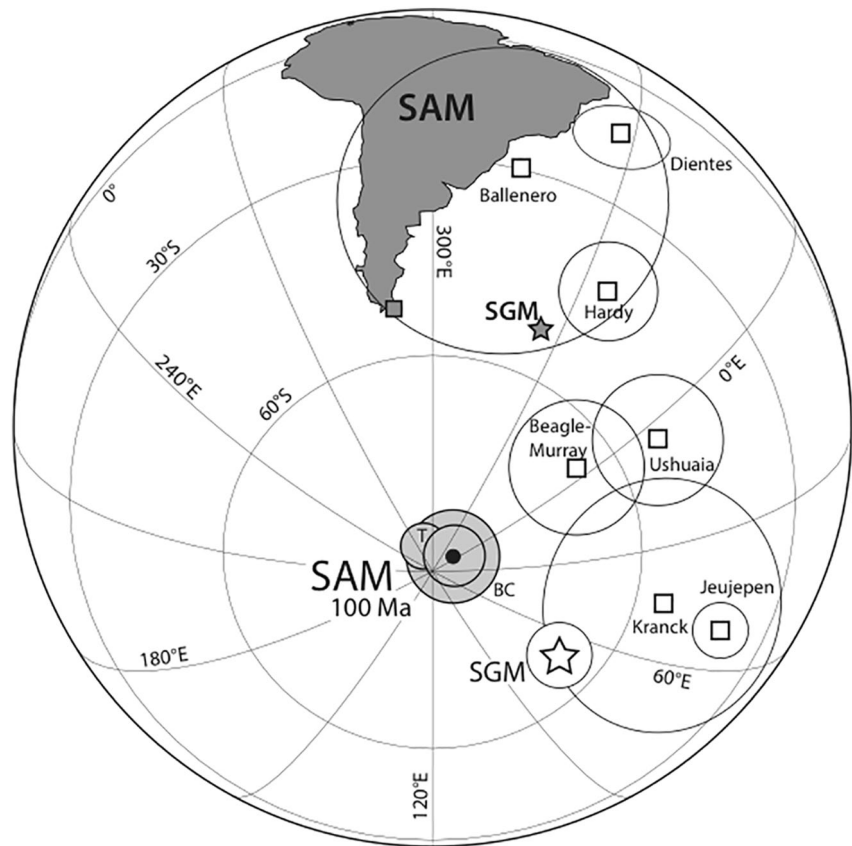 SAM
Dientes
Ballenero
0°
300°E
30°S
SGM
Hardy
240°E
0°E
60°S
Beagle-
Murray
Ushuaia
T
SAM
100 Ma
BC
Jeujepen
Kranck
SGM
180°E
60°E
120°E